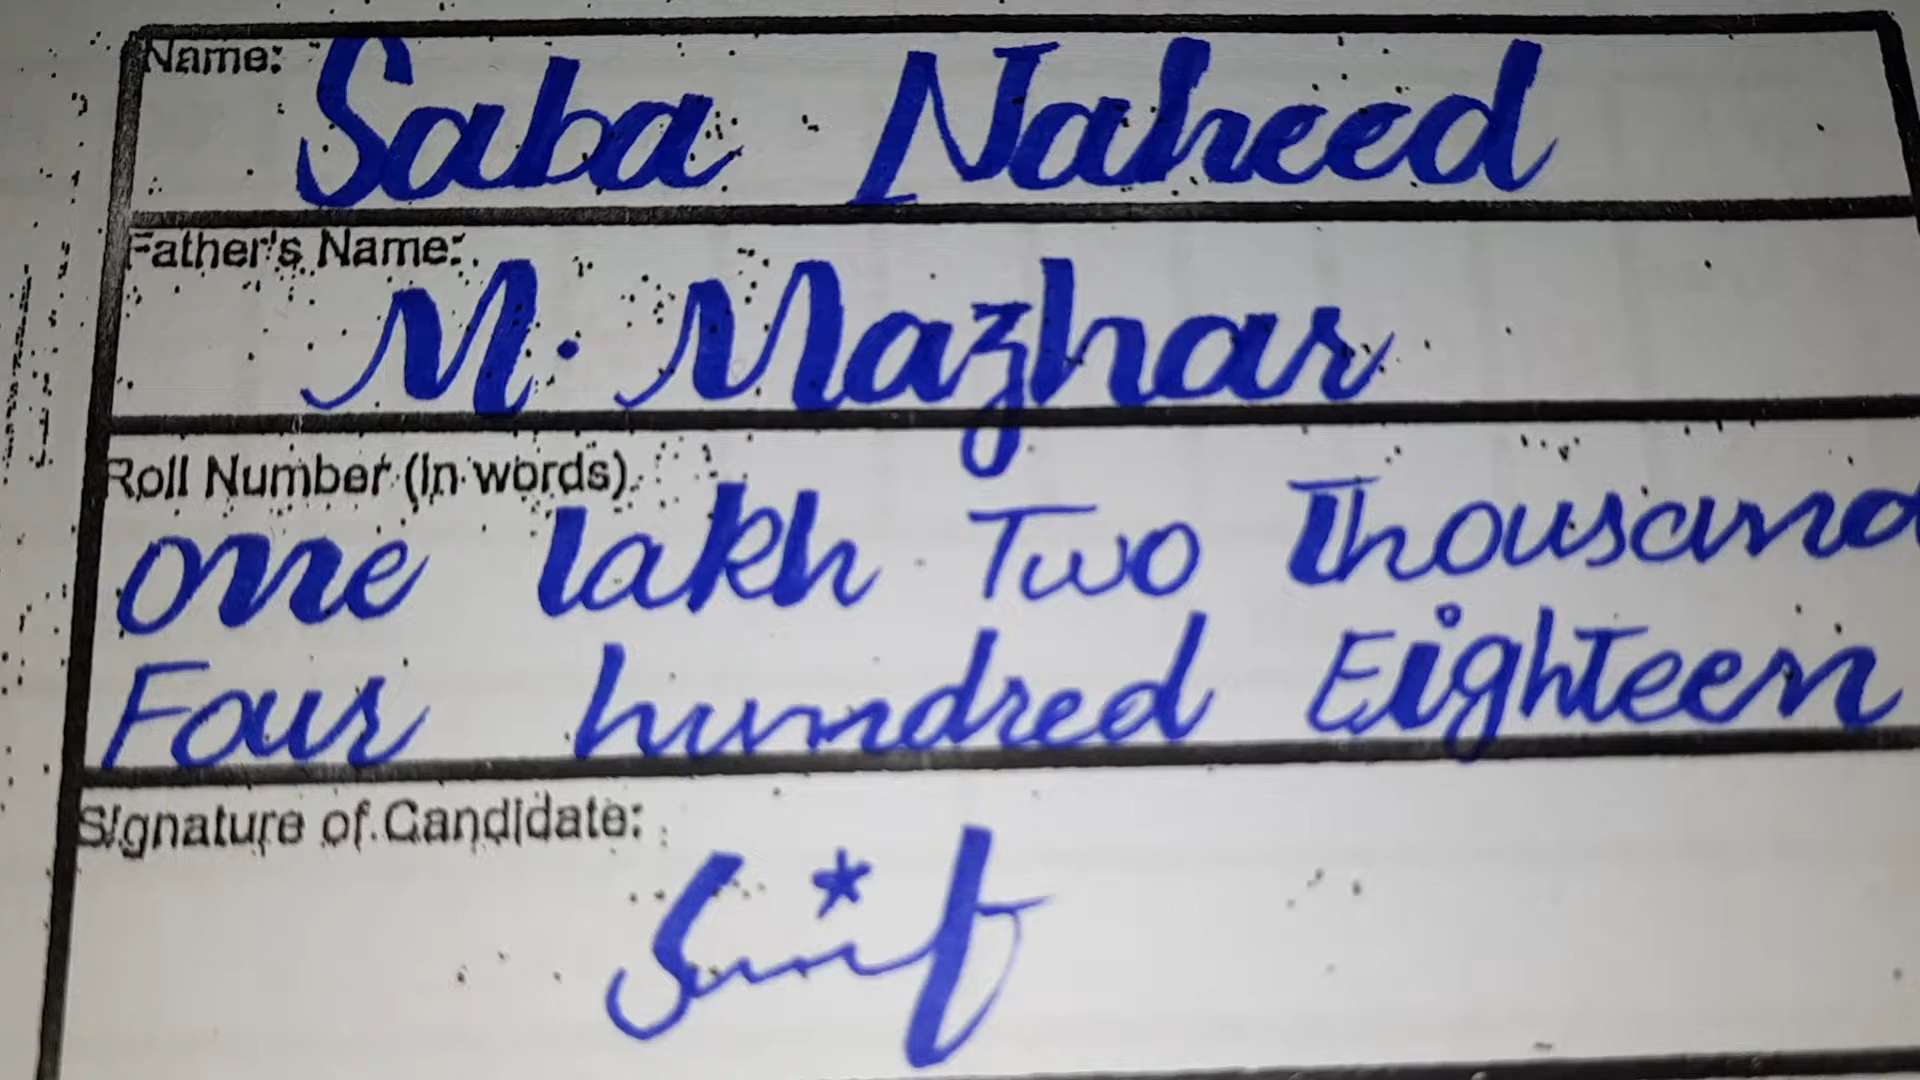 Name: Saba Naheed
Father's Name: M. Mazhar
Roll Number (In words)
one lakh Two Thousand
Four hundred Eighteen
Signature of Candidate: